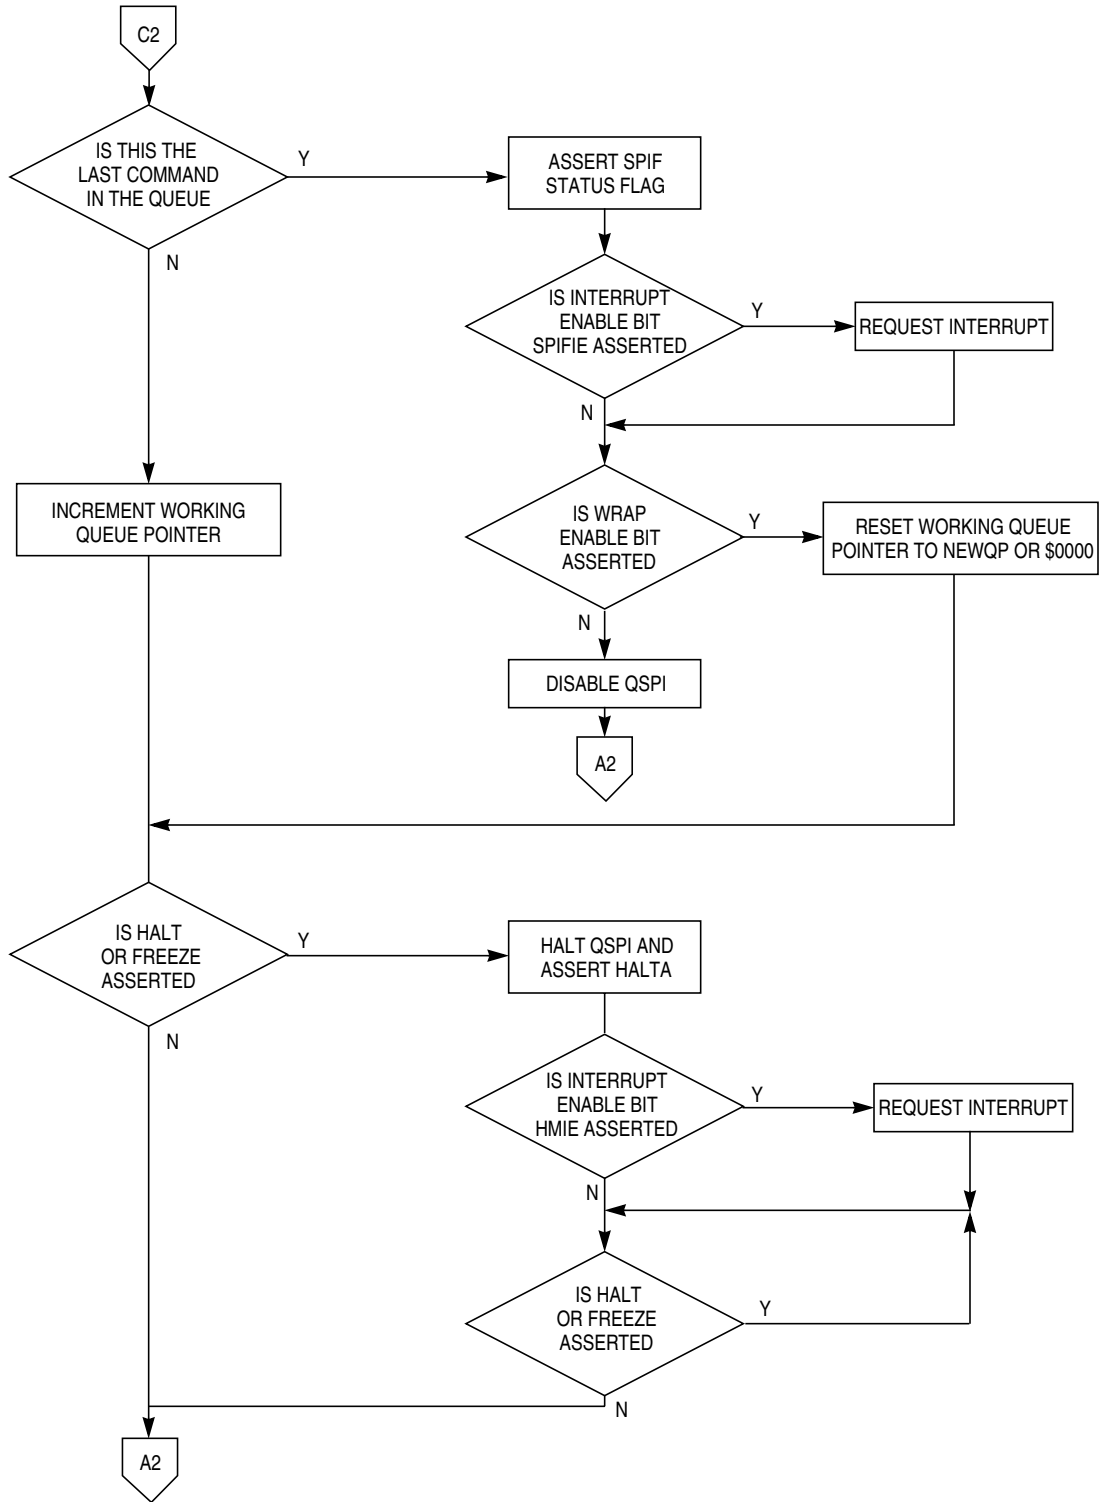 C2
IS THIS THE
LAST COMMAND
IN THE QUEUE
Y
ASSERT SPIF
STATUS FLAG
N
IS INTERRUPT
ENABLE BIT
SPIFIE ASSERTED
Y
REQUEST INTERRUPT
N
INCREMENT WORKING
QUEUE POINTER
IS WRAP
ENABLE BIT
ASSERTED
Y
RESET WORKING QUEUE
POINTER TO NEWQP OR $0000
N
DISABLE QSPI
A2
IS HALT
OR FREEZE
ASSERTED
Y
HALT QSPI AND
ASSERT HALTA
N
IS INTERRUPT
ENABLE BIT
HMIE ASSERTED
Y
REQUEST INTERRUPT
N
IS HALT
OR FREEZE
ASSERTED
Y
N
A2